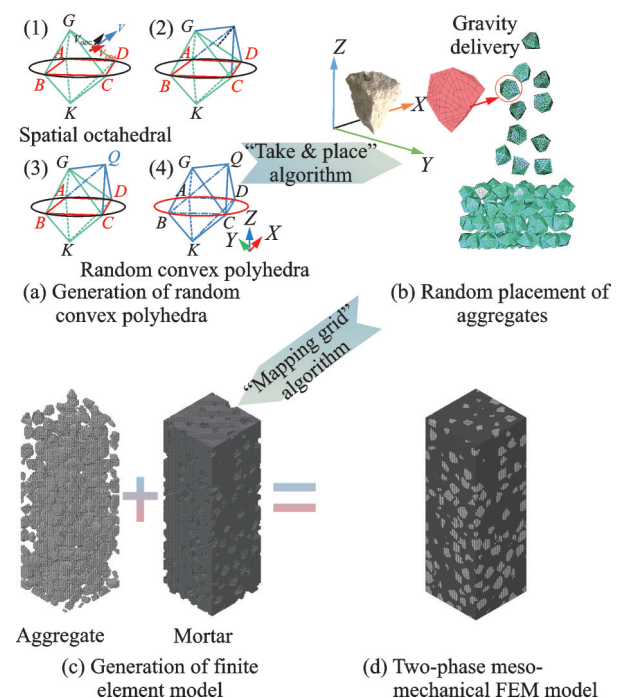 (1)
G
V
A
D
B
C
K
(2)
G
A
D
B
C
K
Spatial octahedral
(3)
G
Q
A
D
B
C
K
(4)
G
Q
A
D
B
C
K
Z
Y
X
Random convex polyhedra
(a) Generation of random
convex polyhedra
"Take & place"
algorithm
Gravity
delivery
Z
X
Y
(b) Random placement of
aggregates
"Mapping grid"
algorithm
Aggregate
Mortar
(c) Generation of finite
element model
(d) Two-phase meso-
mechanical FEM model